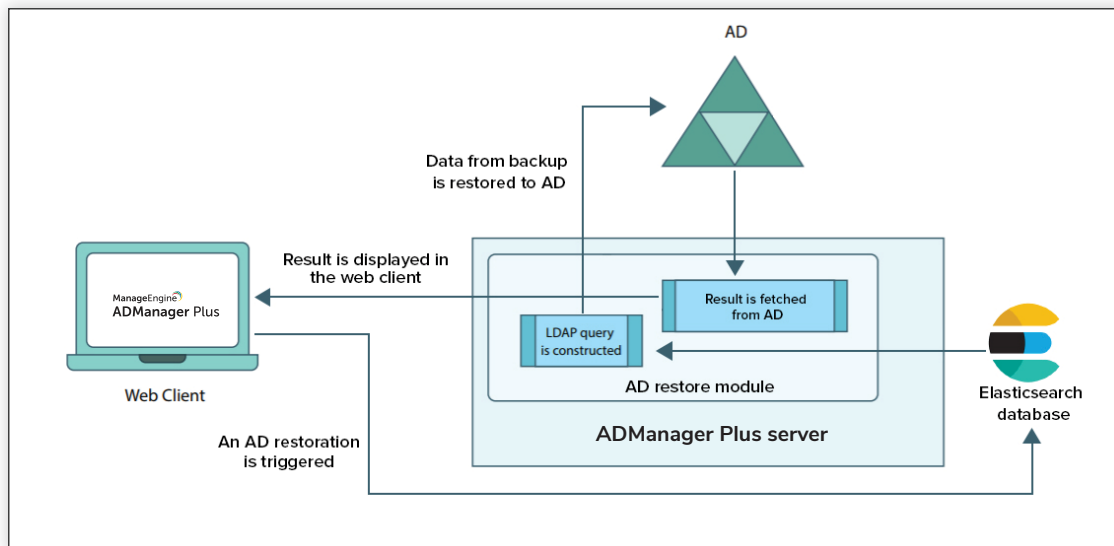 AD
Data from backup
is restored to AD
Result is displayed in
the web client
ManageEngine
ADManager Plus
Result is fetched
from AD
LDAP query
is constructed
AD restore module
Web Client
Elasticsearch
database
ADManager Plus server
An AD restoration
is triggered